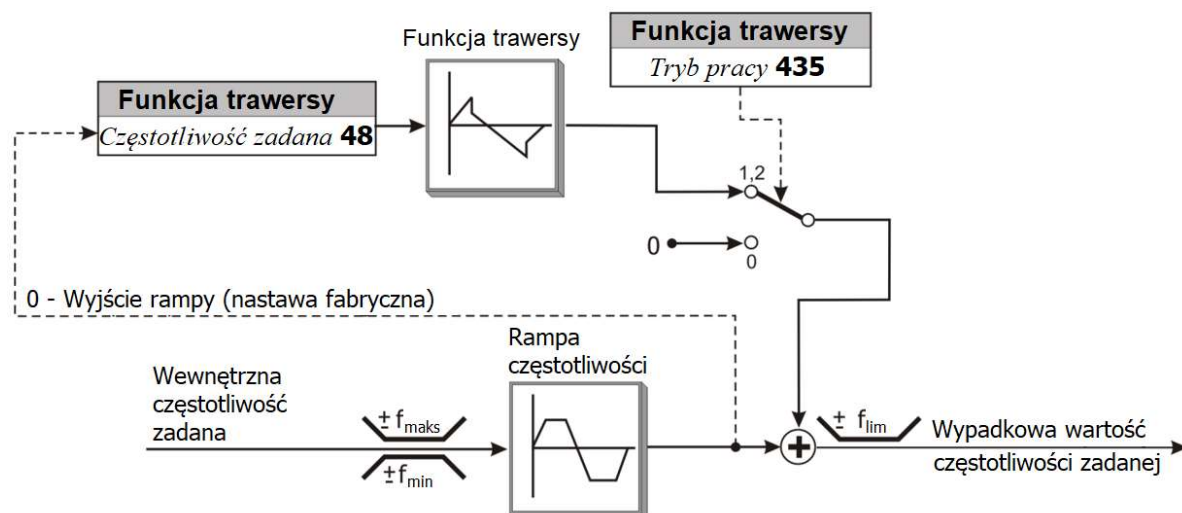 Funkcja trawersy
Funkcja trawersy
Tryb pracy 435
Funkcja trawersy
Częstotliwość zadana 48
1,2
0
0
0 - Wyjście rampy (nastawa fabryczna)
Rampa
częstotliwości
Wewnętrzna
częstotliwość
zadana
± fmaks
± fmin
+
± flim
Wypadkowa wartość
częstotliwości zadanej